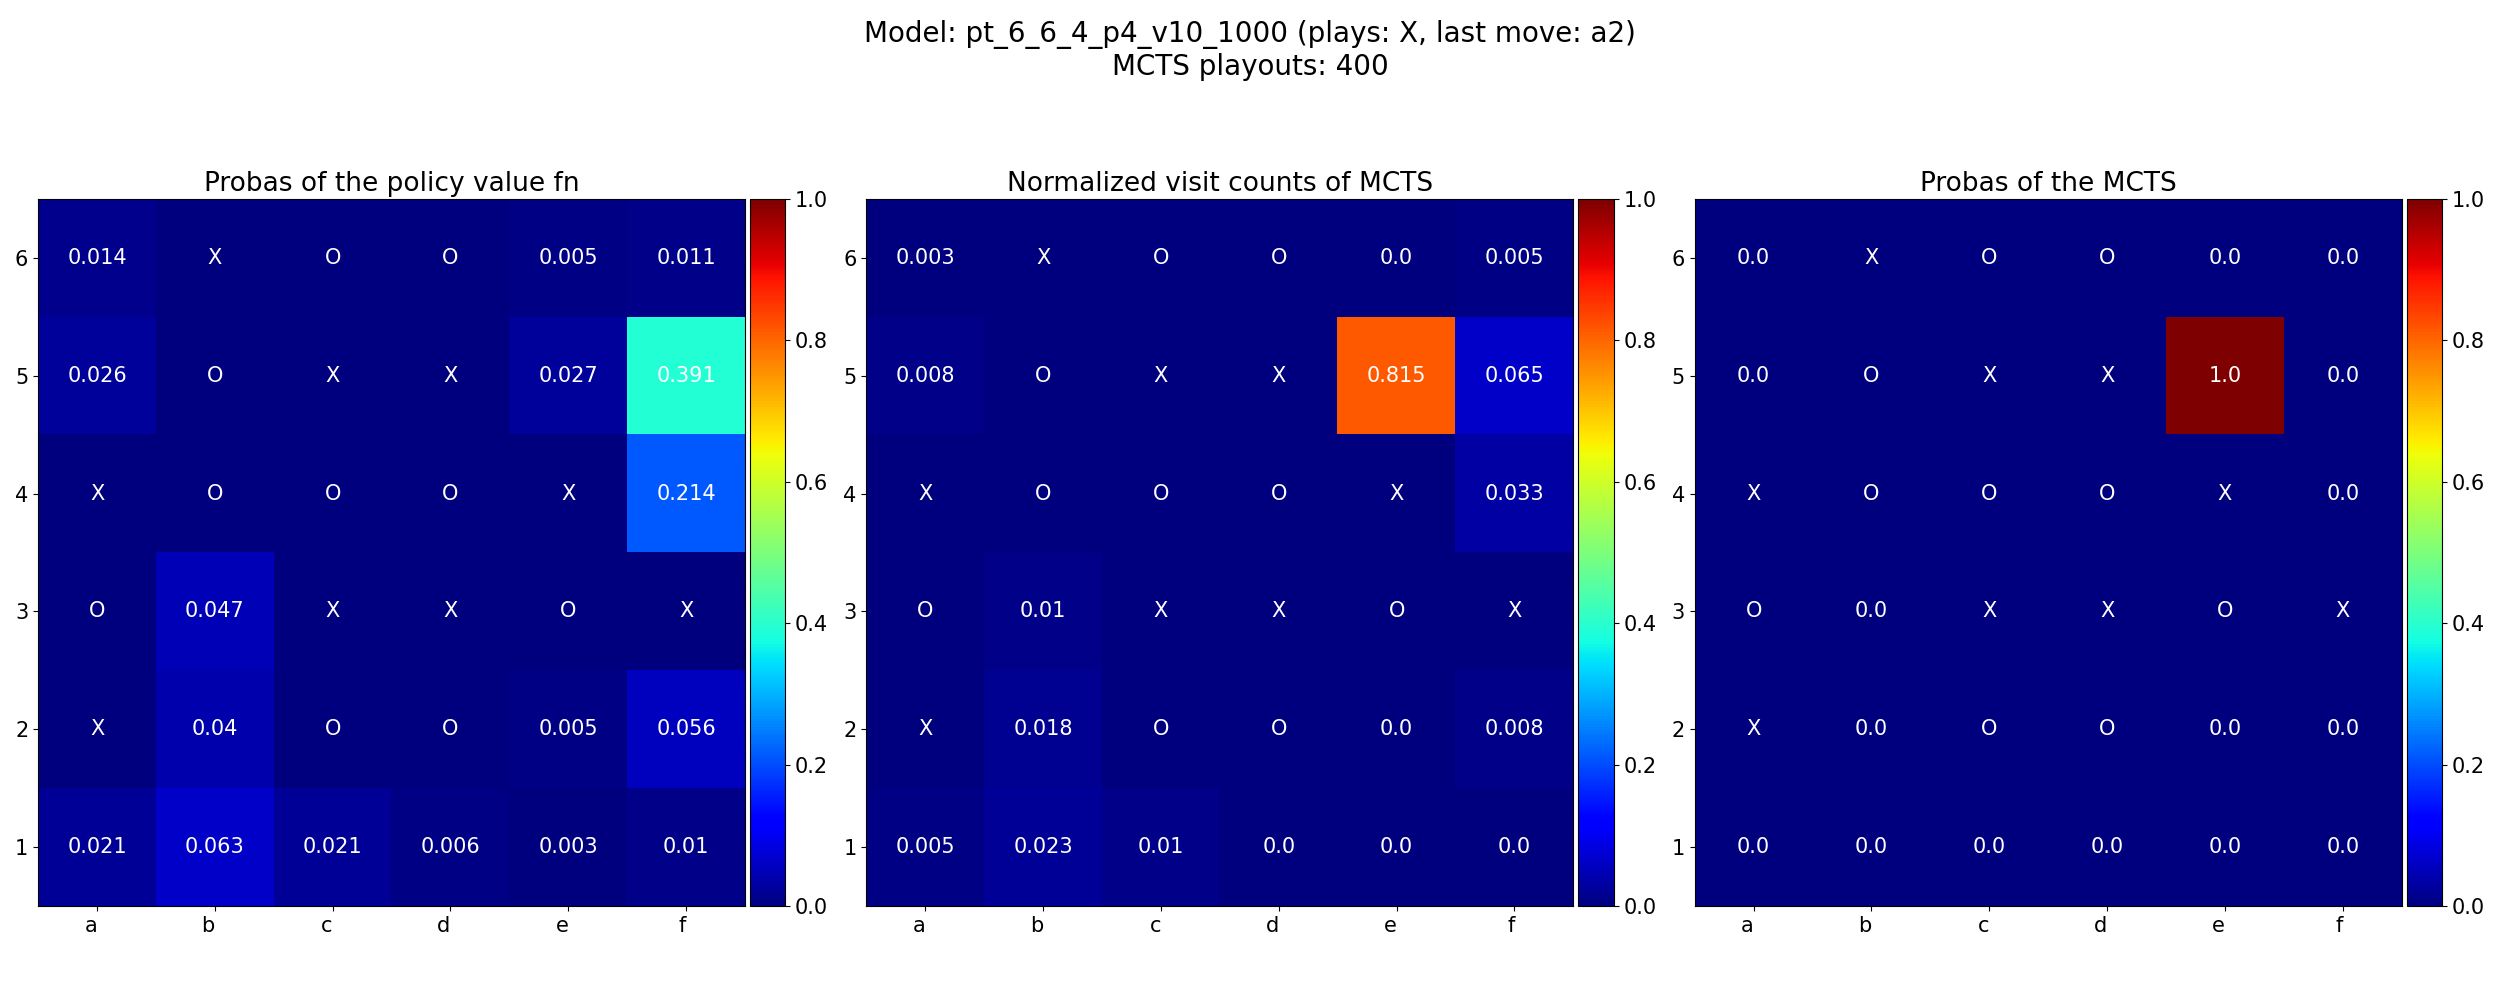 Model: pt_6_6_4_p4_v10_1000 (plays: X, last move: a2)
MCTS playouts: 400
Probas of the policy value fn
6 0.014 X O O 0.005 0.011
5 0.026 O X X 0.027 0.391
4 X O O O X 0.214
3 O 0.047 X X O X
2 X 0.04 O O 0.005 0.056
1 0.021 0.063 0.021 0.006 0.003 0.01
a b c d e f
1.0
0.8
0.6
0.4
0.2
0.0
Normalized visit counts of MCTS
6 0.003 X O O 0.0 0.005
5 0.008 O X X 0.815 0.065
4 X O O O X 0.033
3 O 0.01 X X O X
2 X 0.018 O O 0.0 0.008
1 0.005 0.023 0.01 0.0 0.0 0.0
a b c d e f
1.0
0.8
0.6
0.4
0.2
0.0
Probas of the MCTS
6 0.0 X O O 0.0 0.0
5 0.0 O X X 1.0 0.0
4 X O O O X 0.0
3 O 0.0 X X O X
2 X 0.0 O O 0.0 0.0
1 0.0 0.0 0.0 0.0 0.0 0.0
a b c d e f
1.0
0.8
0.6
0.4
0.2
0.0